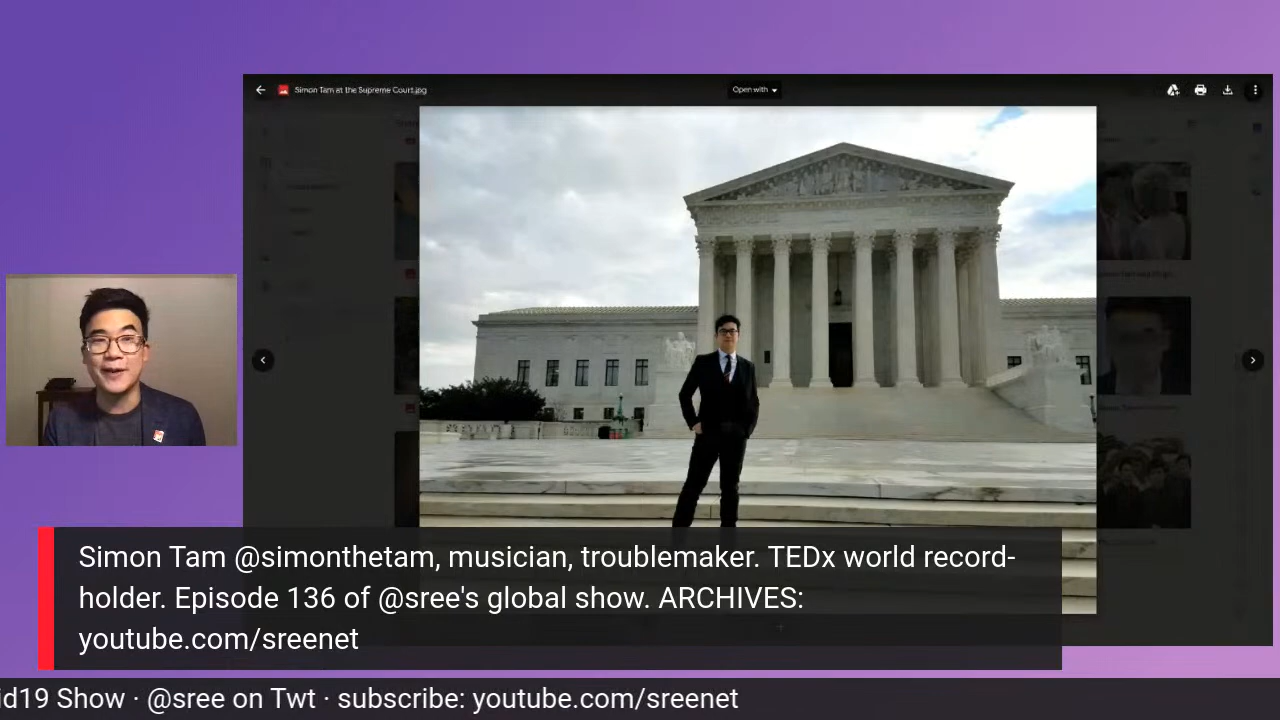 Simon Tam at the Supreme Court.jpg
Open with
Simon Tam @simonthetam, musician, troublemaker. TEDx world record-
holder. Episode 136 of @sree's global show. ARCHIVES:
youtube.com/sreenet
id19 Show · @sree on Twt · subscribe: youtube.com/sreenet